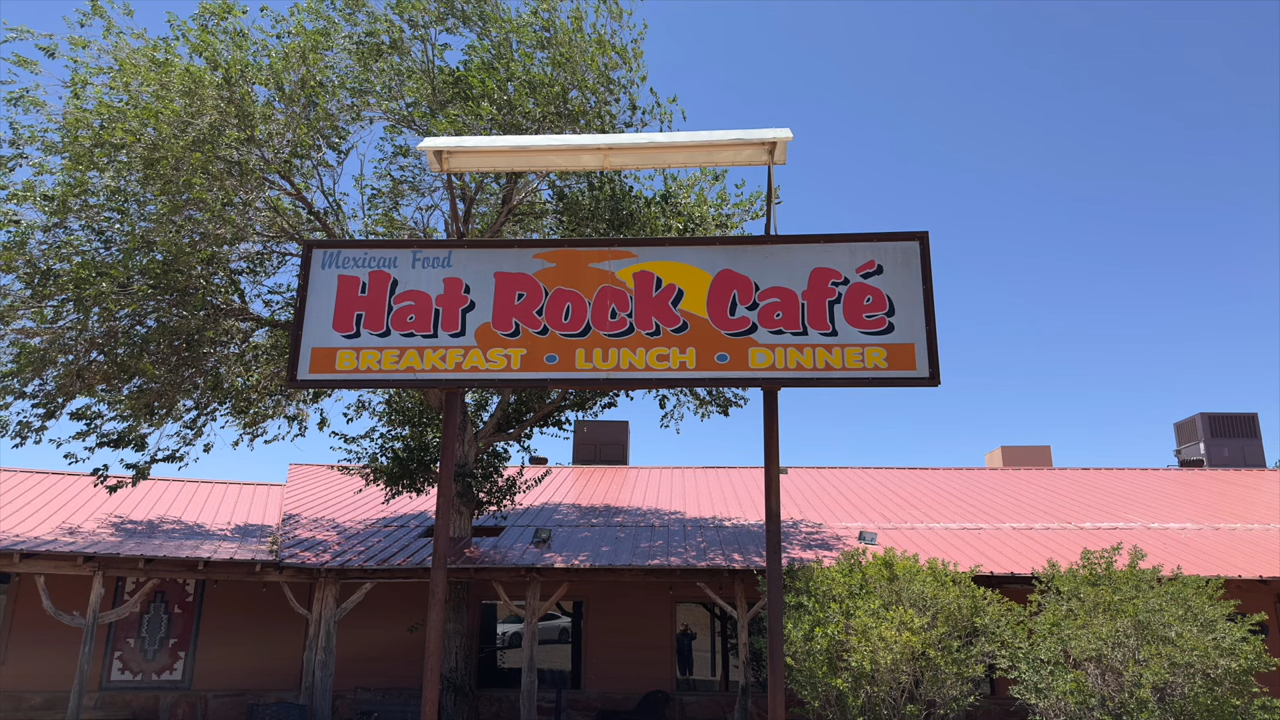 Mexican Food
Hat Rock Café
BREAKFAST • LUNCH • DINNER